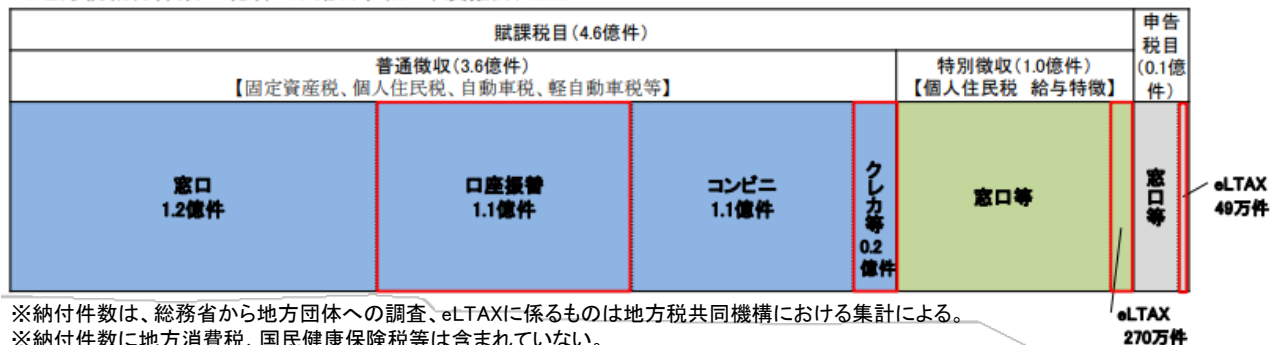 賦課税目(4.6億件)
申告
税目
(0.1億
件)
普通徴収(3.6億件)
【固定資産税、個人住民税、自動車税、軽自動車税等】
特別徴収(1.0億件)
【個人住民税 給与特徴】
窓口
1.2億件
口座振替
1.1億件
コンビニ
1.1億件
クレカ等
0.2
億件
窓口等
窓口等
eLTAX
49万件
eLTAX
270万件
※納付件数は、総務省から地方団体への調査、eLTAXに係るものは地方税共同機構における集計による。
※納付件数に地方消費税、国民健康保険税等は含まれていない。